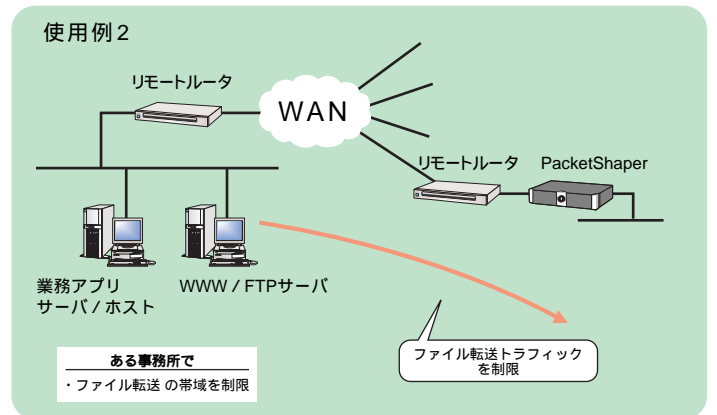 使用例2
リモートルータ
WAN
リモートルータ
PacketShaper
業務アプリ
サーバ / ホスト
WWW / FTPサーバ
ファイル転送トラフィック
を制限
ある事務所で
・ファイル転送 の帯域を制限